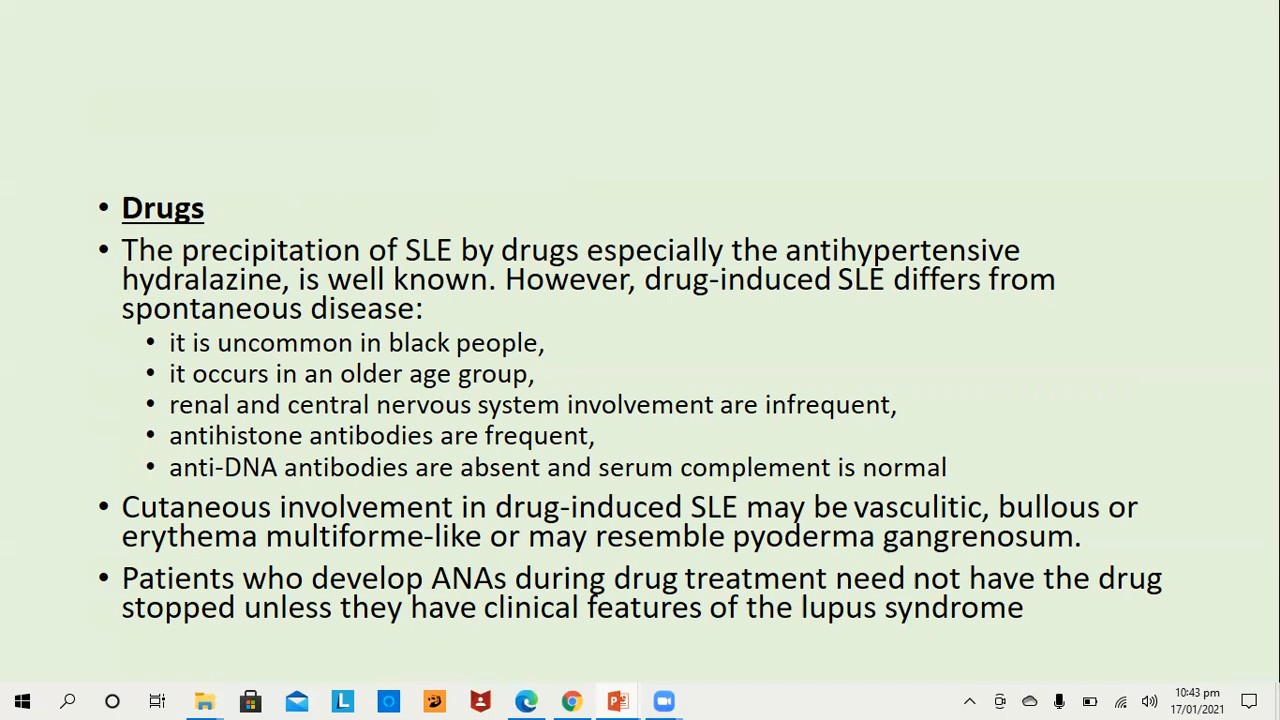 • Drugs
• The precipitation of SLE by drugs especially the antihypertensive
hydralazine, is well known. However, drug-induced SLE differs from
spontaneous disease:
• it is uncommon in black people,
• it occurs in an older age group,
• renal and central nervous system involvement are infrequent,
• antihistone antibodies are frequent,
• anti-DNA antibodies are absent and serum complement is normal
• Cutaneous involvement in drug-induced SLE may be vasculitic, bullous or
erythema multiforme-like or may resemble pyoderma gangrenosum.
• Patients who develop ANAs during drug treatment need not have the drug
stopped unless they have clinical features of the lupus syndrome
10:43 pm
17/01/2021